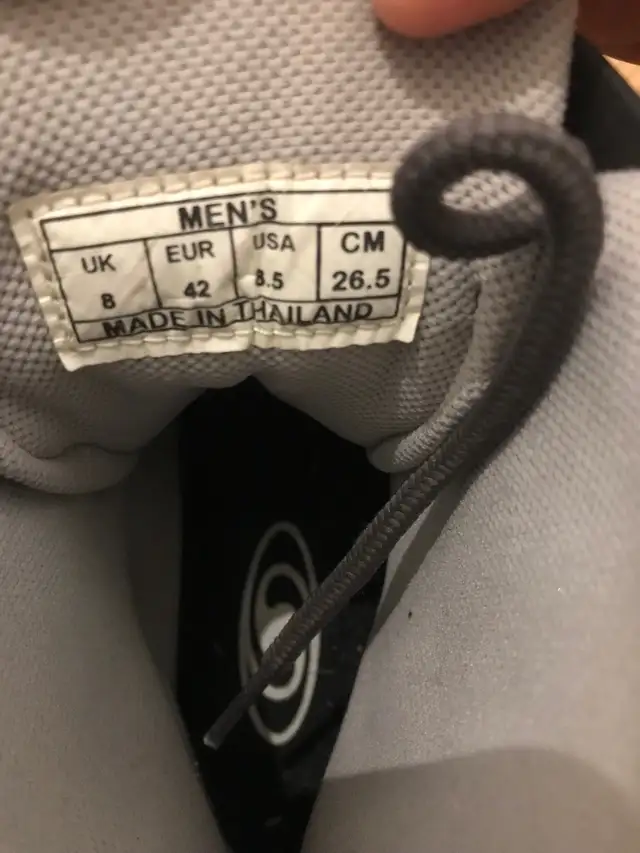 MEN'S
UK EUR USA CM
8 42 8.5 26.5
MADE IN THAILAND